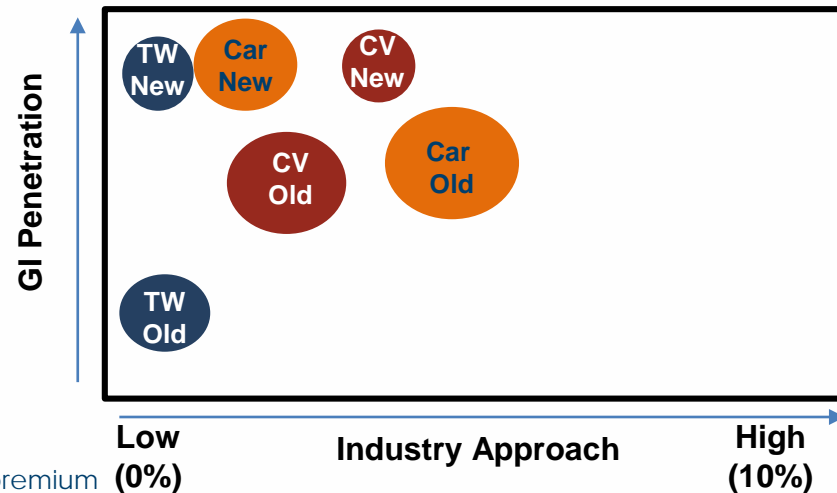 GI Penetration
TW
New
Car
New
CV
New
CV
Old
Car
Old
TW
Old
Low
(0%)
Industry Approach
High
(10%)
premium